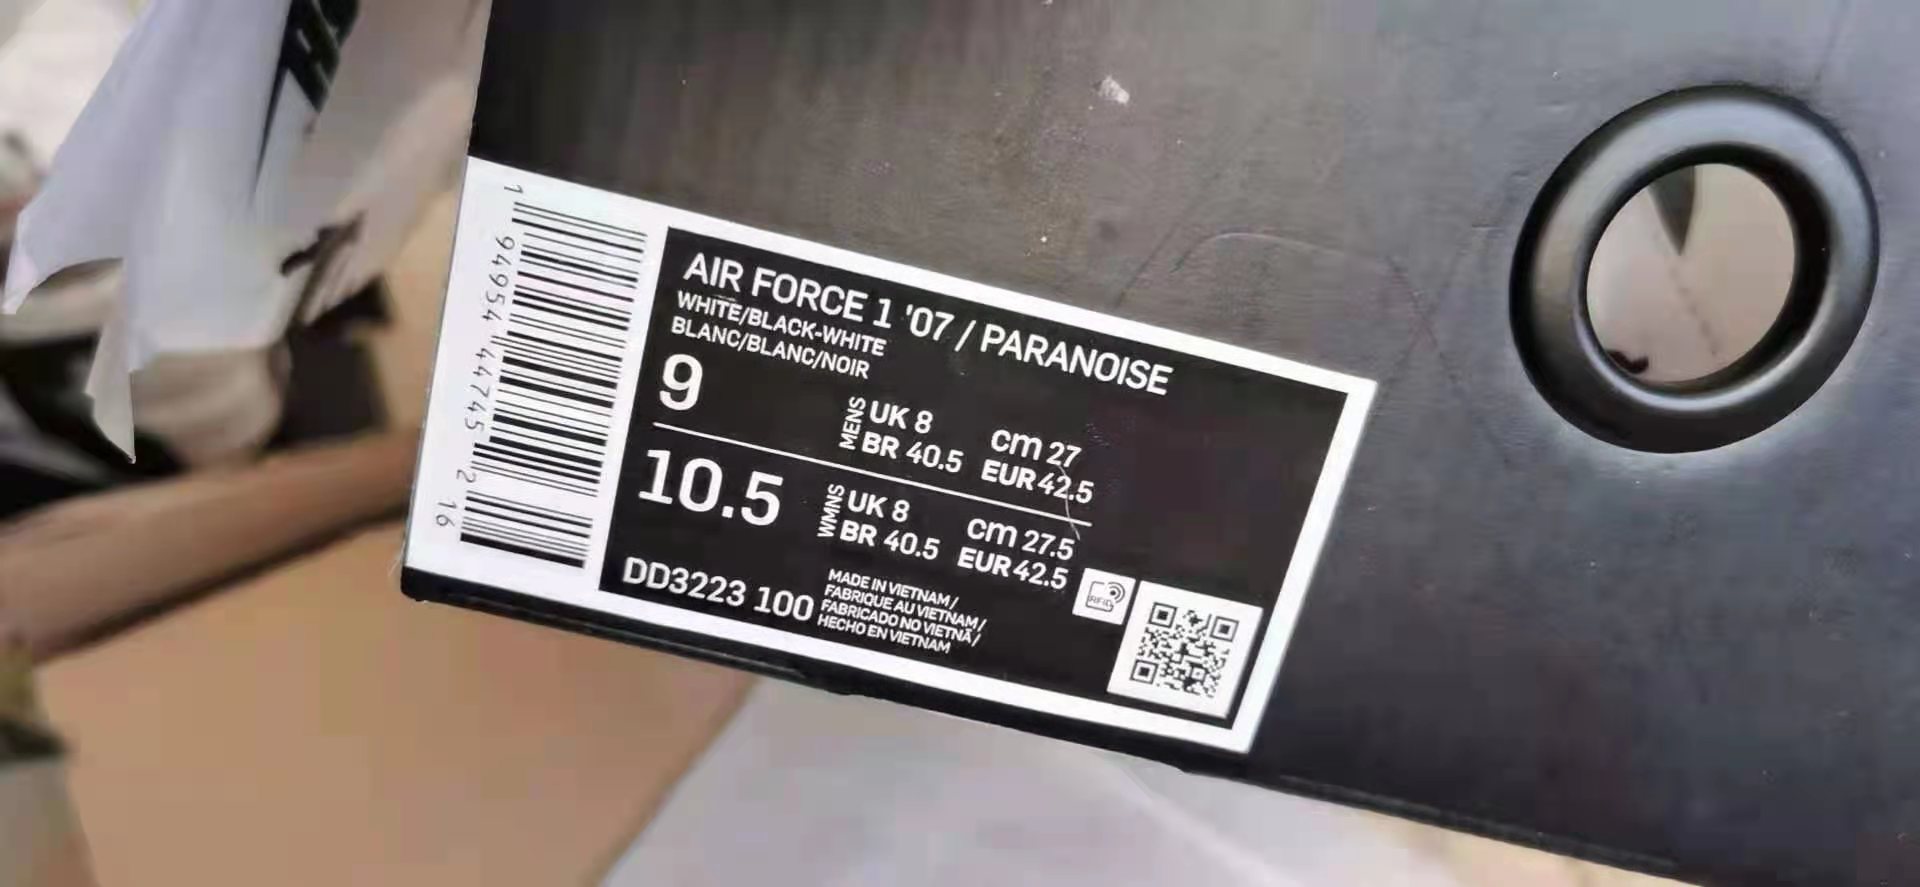 AIR FORCE 1 '07 / PARANOISE
WHITE/BLACK-WHITE
BLANC/BLANC/NOIR
9
MENS
UK 8
cm 27
BR 40.5
EUR 42.5
10.5
WMNS
UK 8
cm 27.5
BR 40.5
EUR 42.5
DD3223 100
MADE IN VIETNAM /
FABRIQUE AU VIETNAM /
FABRICADO NO VIETNÃ /
HECHO EN VIETNAM
RFID
1 94954 44745 2 16